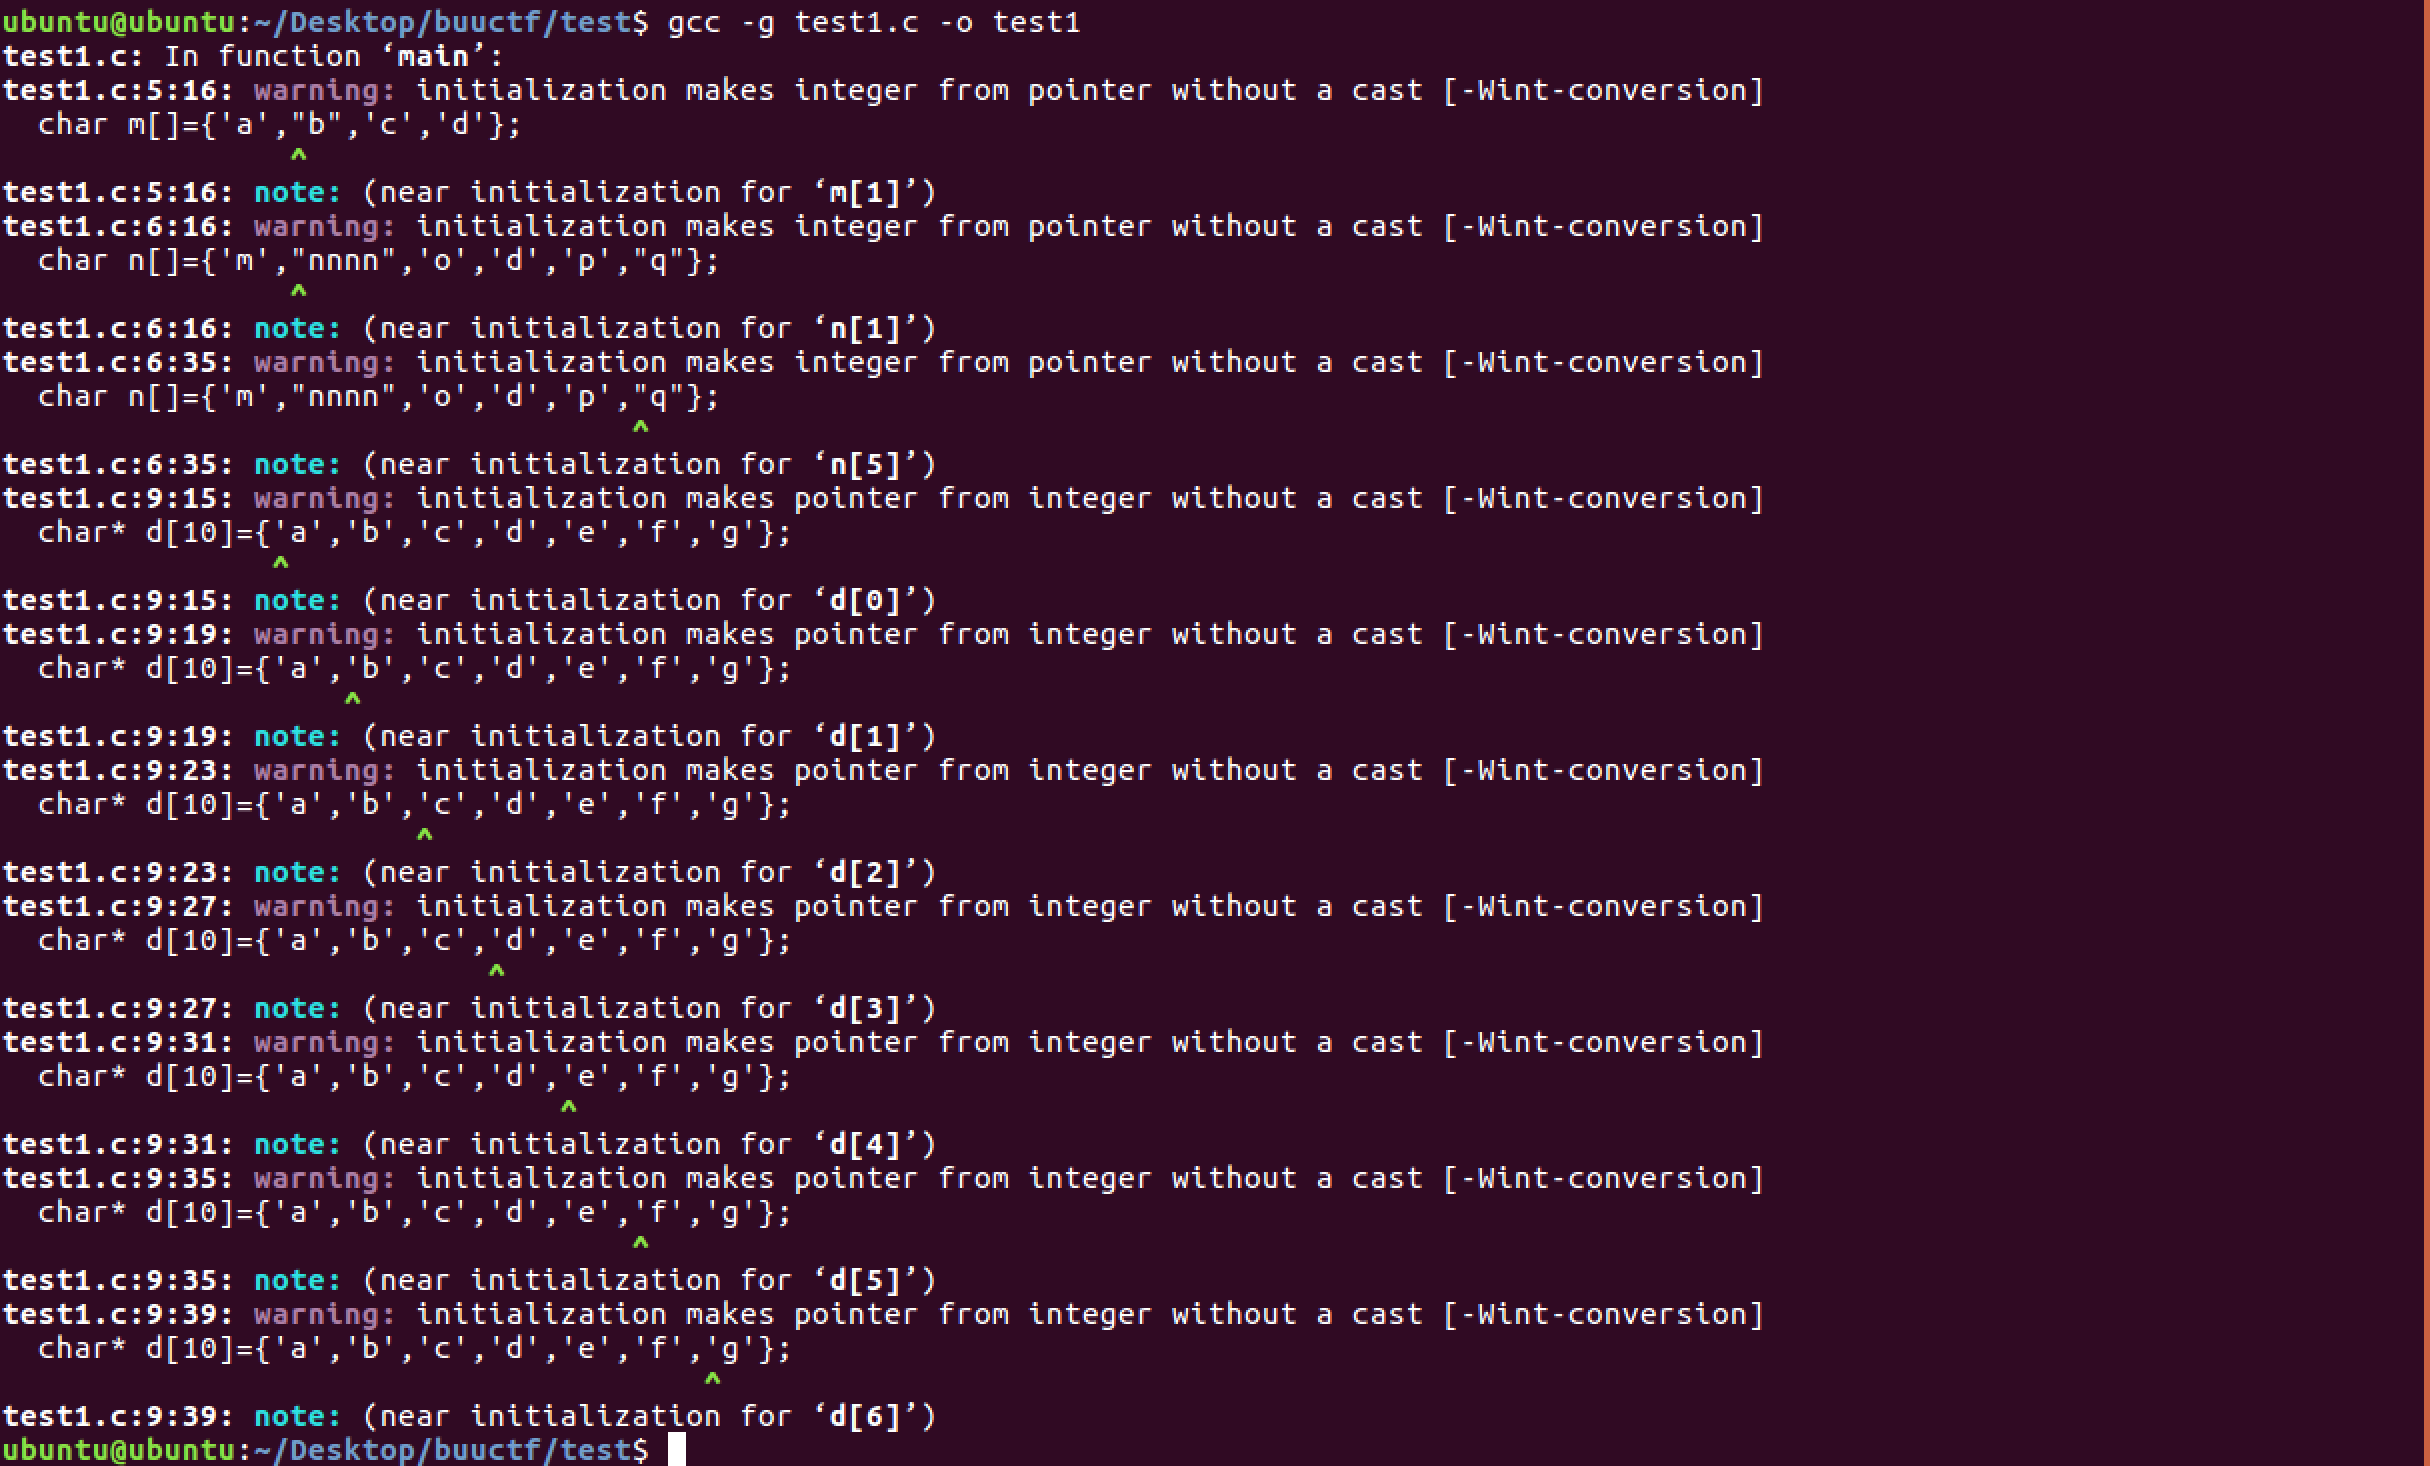 ubuntu@ubuntu:~/Desktop/buuctf/test$ gcc -g test1.c -o test1
test1.c: In function ‘main’:
test1.c:5:16: warning: initialization makes integer from pointer without a cast [-Wint-conversion]
  char m[]={'a',"b",'c','d'};
                ^
test1.c:5:16: note: (near initialization for ‘m[1]’)
test1.c:6:16: warning: initialization makes integer from pointer without a cast [-Wint-conversion]
  char n[]={'m',"nnnn",'o','d','p',"q"};
                ^
test1.c:6:16: note: (near initialization for ‘n[1]’)
test1.c:6:35: warning: initialization makes integer from pointer without a cast [-Wint-conversion]
  char n[]={'m',"nnnn",'o','d','p',"q"};
                                   ^
test1.c:6:35: note: (near initialization for ‘n[5]’)
test1.c:9:15: warning: initialization makes pointer from integer without a cast [-Wint-conversion]
  char* d[10]={'a','b','c','d','e','f','g'};
               ^
test1.c:9:15: note: (near initialization for ‘d[0]’)
test1.c:9:19: warning: initialization makes pointer from integer without a cast [-Wint-conversion]
  char* d[10]={'a','b','c','d','e','f','g'};
                   ^
test1.c:9:19: note: (near initialization for ‘d[1]’)
test1.c:9:23: warning: initialization makes pointer from integer without a cast [-Wint-conversion]
  char* d[10]={'a','b','c','d','e','f','g'};
                       ^
test1.c:9:23: note: (near initialization for ‘d[2]’)
test1.c:9:27: warning: initialization makes pointer from integer without a cast [-Wint-conversion]
  char* d[10]={'a','b','c','d','e','f','g'};
                           ^
test1.c:9:27: note: (near initialization for ‘d[3]’)
test1.c:9:31: warning: initialization makes pointer from integer without a cast [-Wint-conversion]
  char* d[10]={'a','b','c','d','e','f','g'};
                               ^
test1.c:9:31: note: (near initialization for ‘d[4]’)
test1.c:9:35: warning: initialization makes pointer from integer without a cast [-Wint-conversion]
  char* d[10]={'a','b','c','d','e','f','g'};
                                   ^
test1.c:9:35: note: (near initialization for ‘d[5]’)
test1.c:9:39: warning: initialization makes pointer from integer without a cast [-Wint-conversion]
  char* d[10]={'a','b','c','d','e','f','g'};
                                       ^
test1.c:9:39: note: (near initialization for ‘d[6]’)
ubuntu@ubuntu:~/Desktop/buuctf/test$